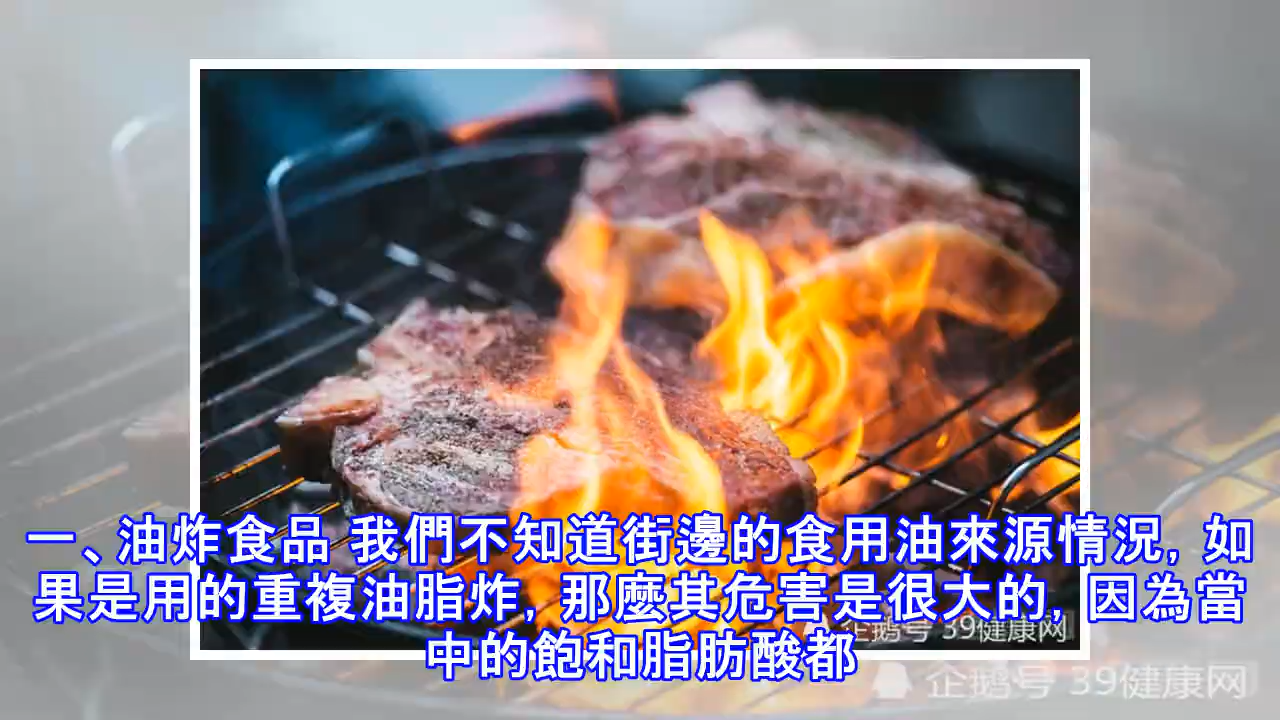 一、油炸食品 我們不知道街邊的食用油來源情況, 如
果是用的重複油脂炸, 那麼其危害是很大的, 因為當
中的飽和脂肪酸都
企鹅号 39健康网
企鹅号 39健康网